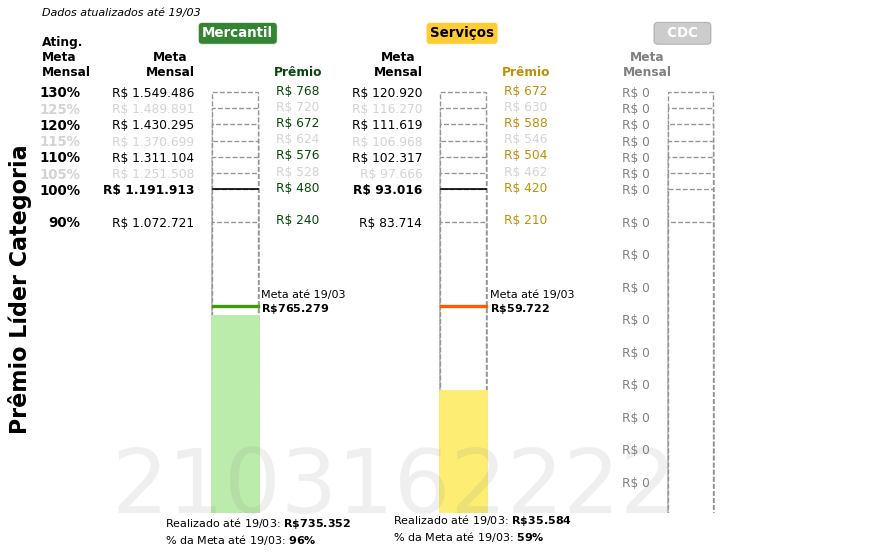 Dados atualizados até 19/03
Mercantil Serviços CDC
Ating. Meta Mensal Meta Mensal Prêmio Meta Mensal Prêmio Meta Mensal
130% R$ 1.549.486 R$ 768 R$ 120.920 R$ 672 R$ 0
125% R$ 1.489.891 R$ 720 R$ 116.270 R$ 630 R$ 0
120% R$ 1.430.295 R$ 672 R$ 111.619 R$ 588 R$ 0
115% R$ 1.370.699 R$ 624 R$ 106.968 R$ 546 R$ 0
110% R$ 1.311.104 R$ 576 R$ 102.317 R$ 504 R$ 0
105% R$ 1.251.508 R$ 528 R$ 97.666 R$ 462 R$ 0
100% R$ 1.191.913 R$ 480 R$ 93.016 R$ 420 R$ 0
90% R$ 1.072.721 R$ 240 R$ 83.714 R$ 210 R$ 0
R$ 0
R$ 0
R$ 0
R$ 0
R$ 0
R$ 0
R$ 0
R$ 0
Meta até 19/03 Meta até 19/03
R$765.279 R$59.722
Prêmio Líder Categoria
2103162222
Realizado até 19/03: R$735.352 Realizado até 19/03: R$35.584
% da Meta até 19/03: 96% % da Meta até 19/03: 59%